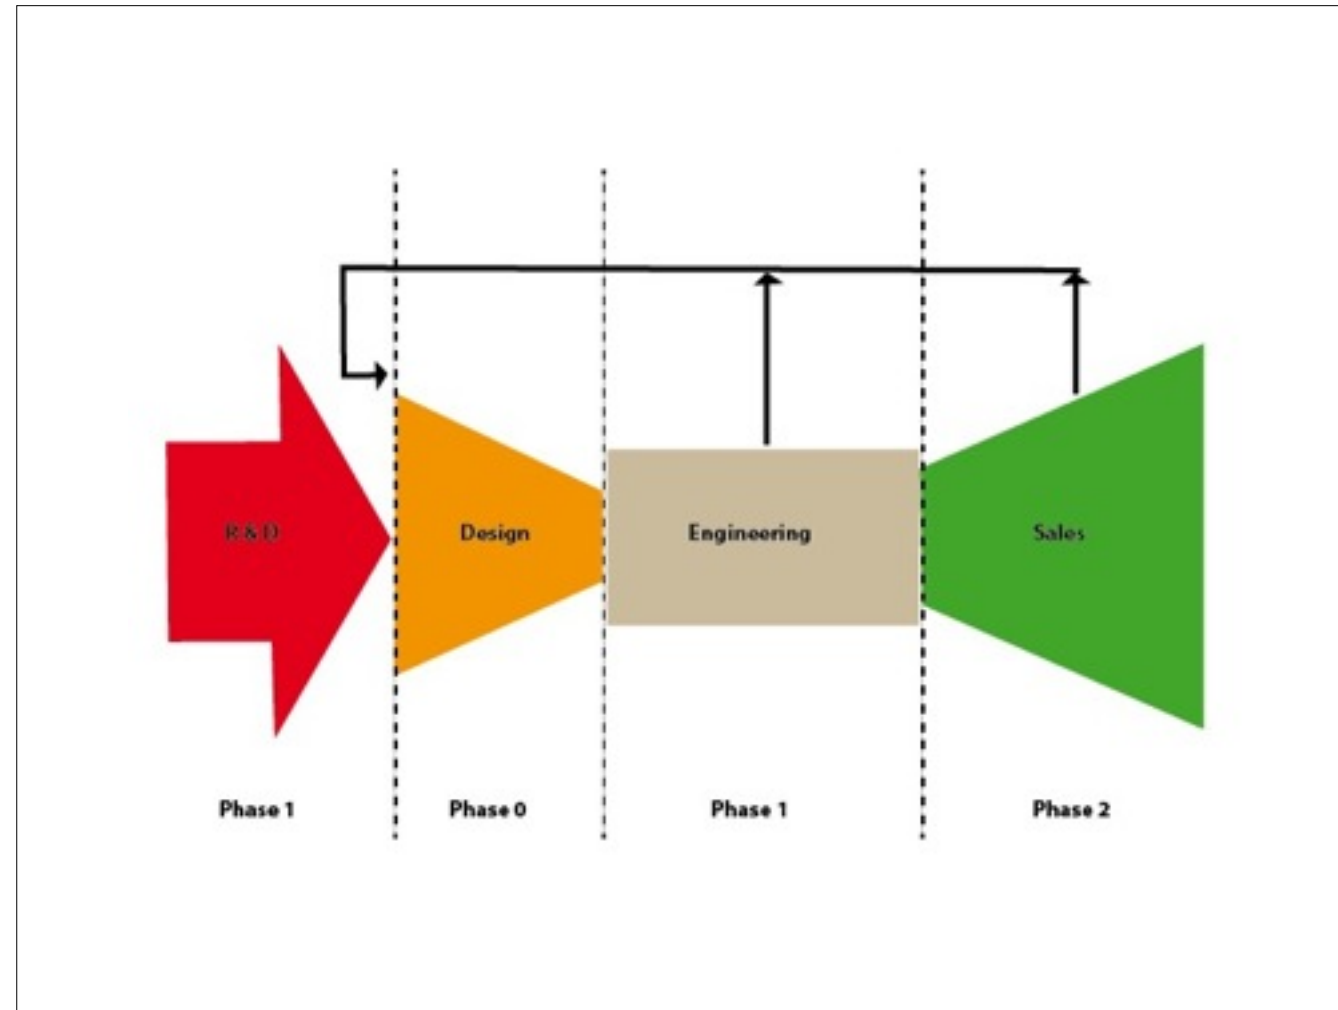 R & D
Design
Engineering
Sales
Phase 1
Phase 0
Phase 1
Phase 2